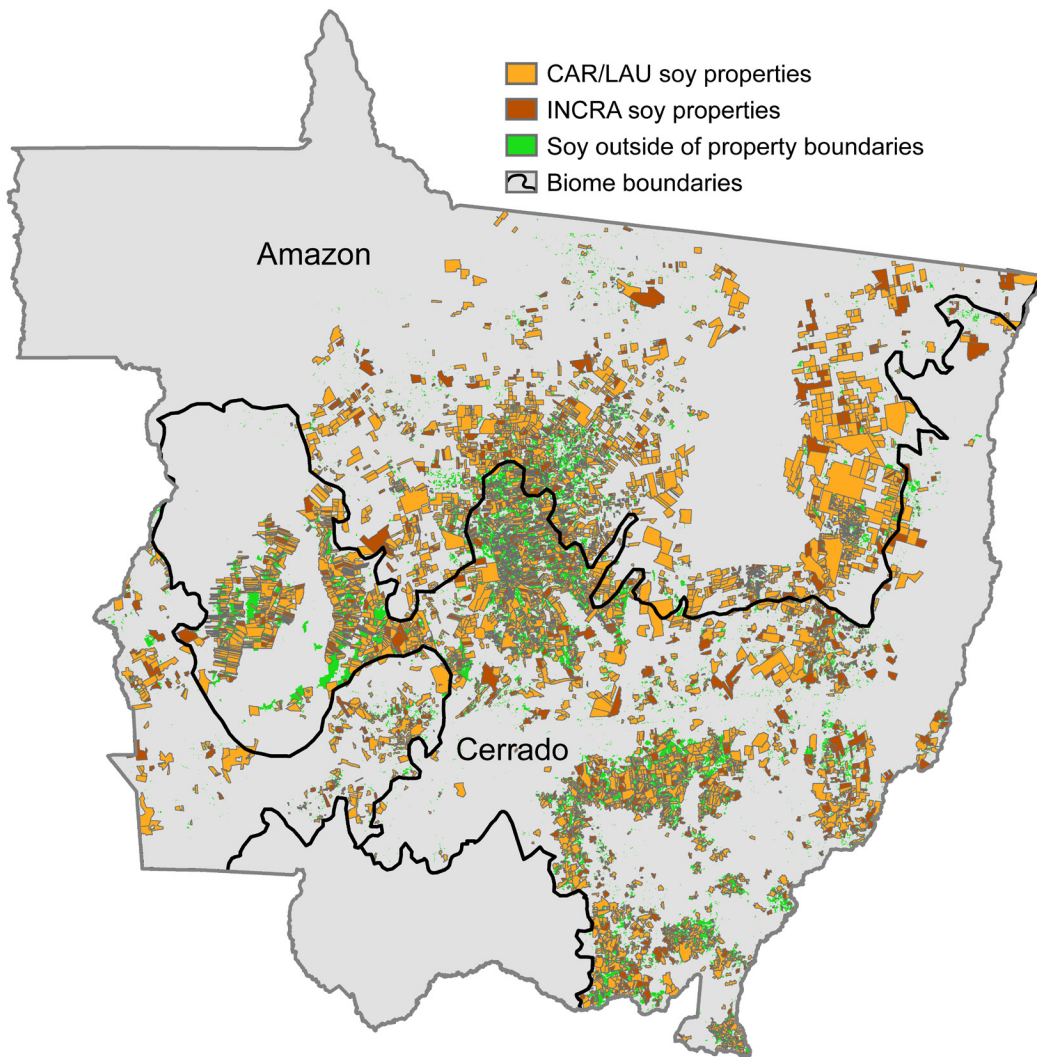 CAR/LAU soy properties
INCRA soy properties
Soy outside of property boundaries
Biome boundaries
Amazon
Cerrado